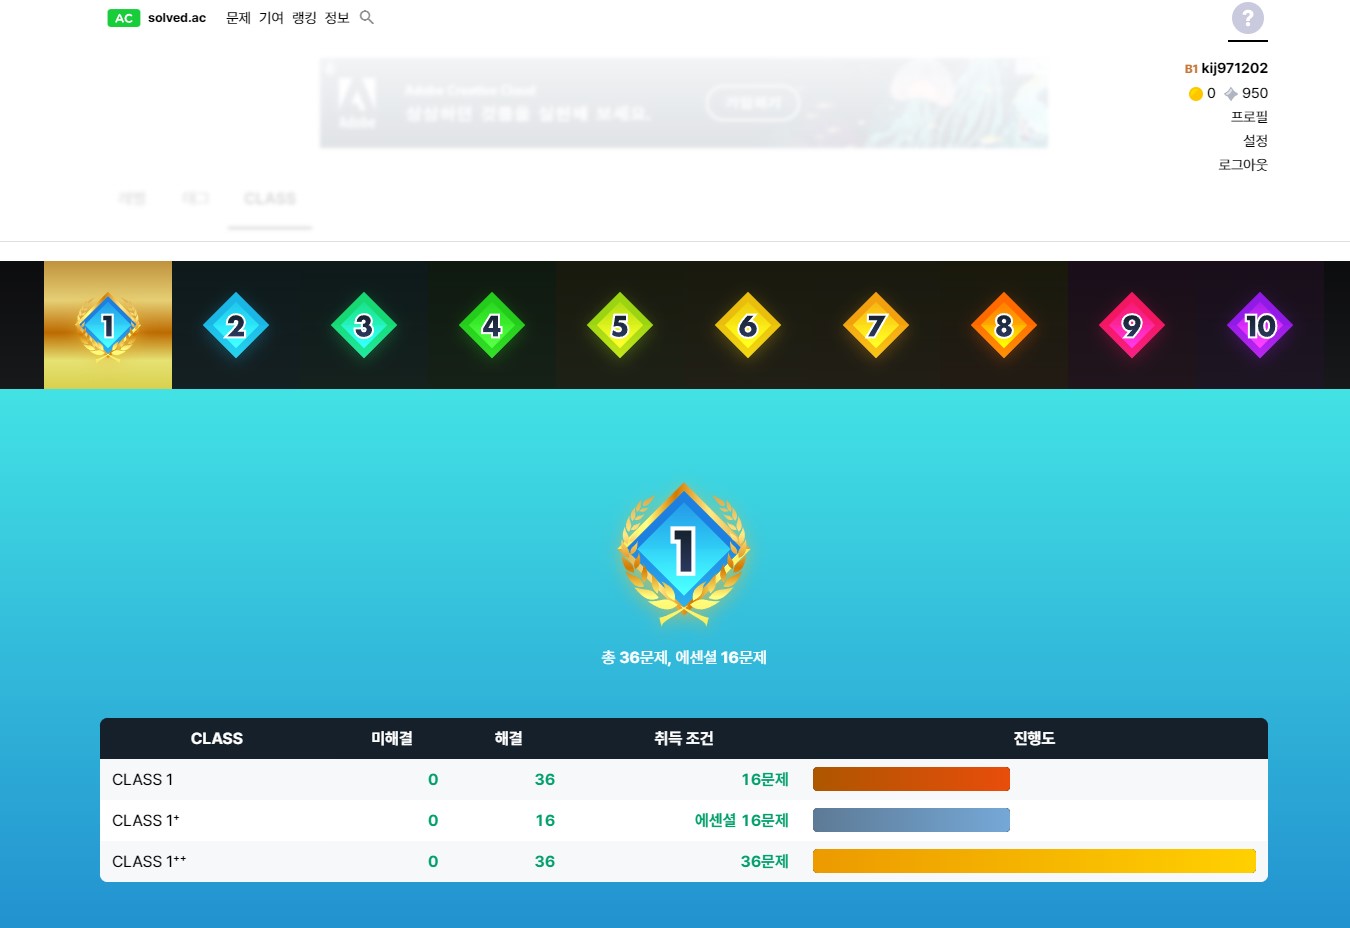 AC solved.ac 문제 기여 랭킹 정보
?
B1 kij971202
0 950
프로필
설정
로그아웃
Adobe Creative Cloud
CLASS
1 2 3 4 5 6 7 8 9 10
1
총 36문제, 에센셜 16문제
CLASS 미해결 해결 취득 조건 진행도
CLASS 1 0 36 16문제
CLASS 1+ 0 16 에센셜 16문제
CLASS 1++ 0 36 36문제